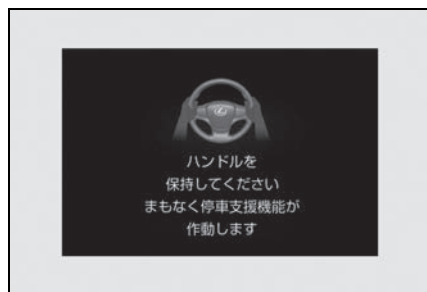 ハンドルを
保持してください
まもなく停車支援機能が
作動します